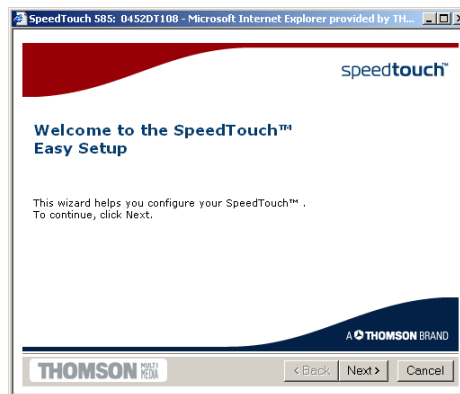 SpeedTouch 585: 0452DT108 - Microsoft Internet Explorer provided by TH...
speedtouch™
Welcome to the SpeedTouch™
Easy Setup
This wizard helps you configure your SpeedTouch™ .
To continue, click Next.
A THOMSON BRAND
THOMSON MULTI MEDIA
< Back Next > Cancel